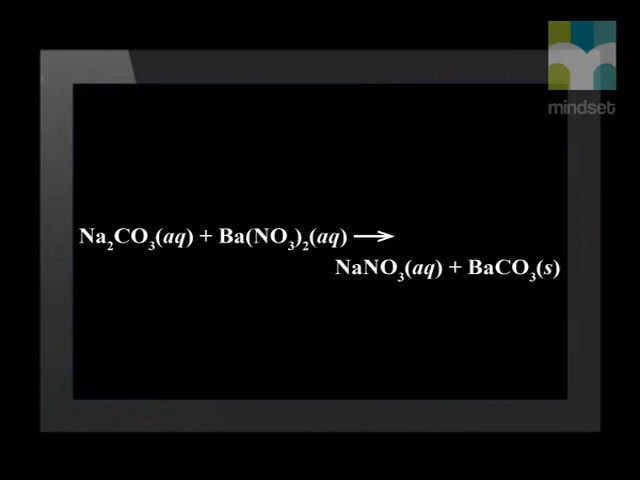 mindset
Na₂CO₃(aq) + Ba(NO₃)₂(aq) ⟶
NaNO₃(aq) + BaCO₃(s)